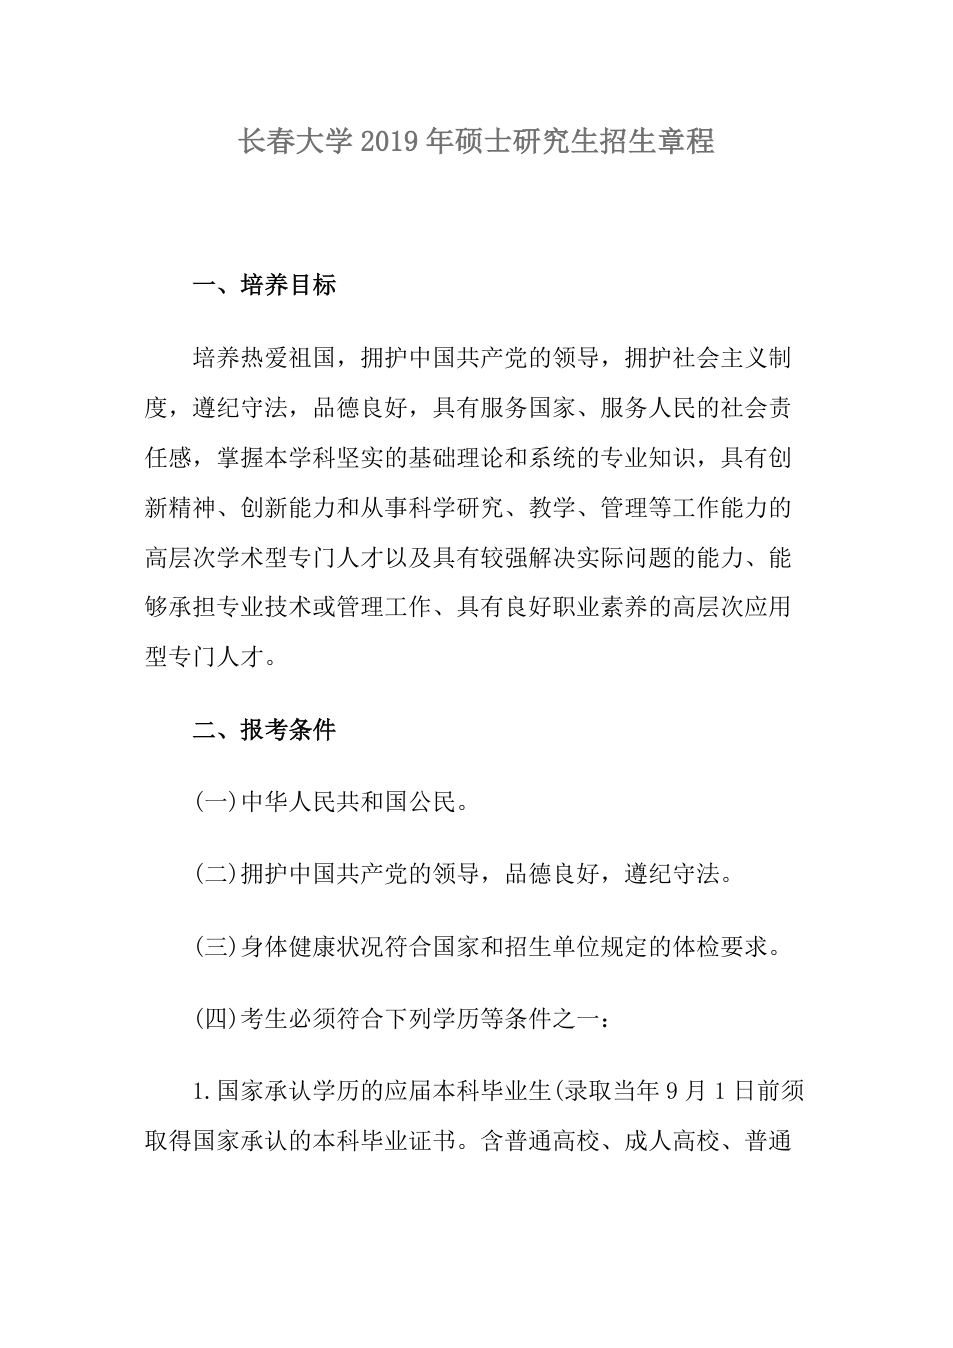 长春大学 2019 年硕士研究生招生章程
一、培养目标
培养热爱祖国，拥护中国共产党的领导，拥护社会主义制
度，遵纪守法，品德良好，具有服务国家、服务人民的社会责
任感，掌握本学科坚实的基础理论和系统的专业知识，具有创
新精神、创新能力和从事科学研究、教学、管理等工作能力的
高层次学术型专门人才以及具有较强解决实际问题的能力、能
够承担专业技术或管理工作、具有良好职业素养的高层次应用
型专门人才。
二、报考条件
(一)中华人民共和国公民。
(二)拥护中国共产党的领导，品德良好，遵纪守法。
(三)身体健康状况符合国家和招生单位规定的体检要求。
(四)考生必须符合下列学历等条件之一：
1.国家承认学历的应届本科毕业生(录取当年 9 月 1 日前须
取得国家承认的本科毕业证书。含普通高校、成人高校、普通